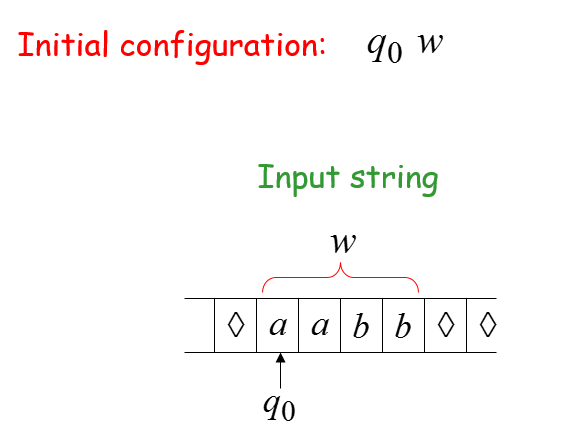 Initial configuration: q0 w
Input string
w
◊ a a b b ◊ ◊
q0